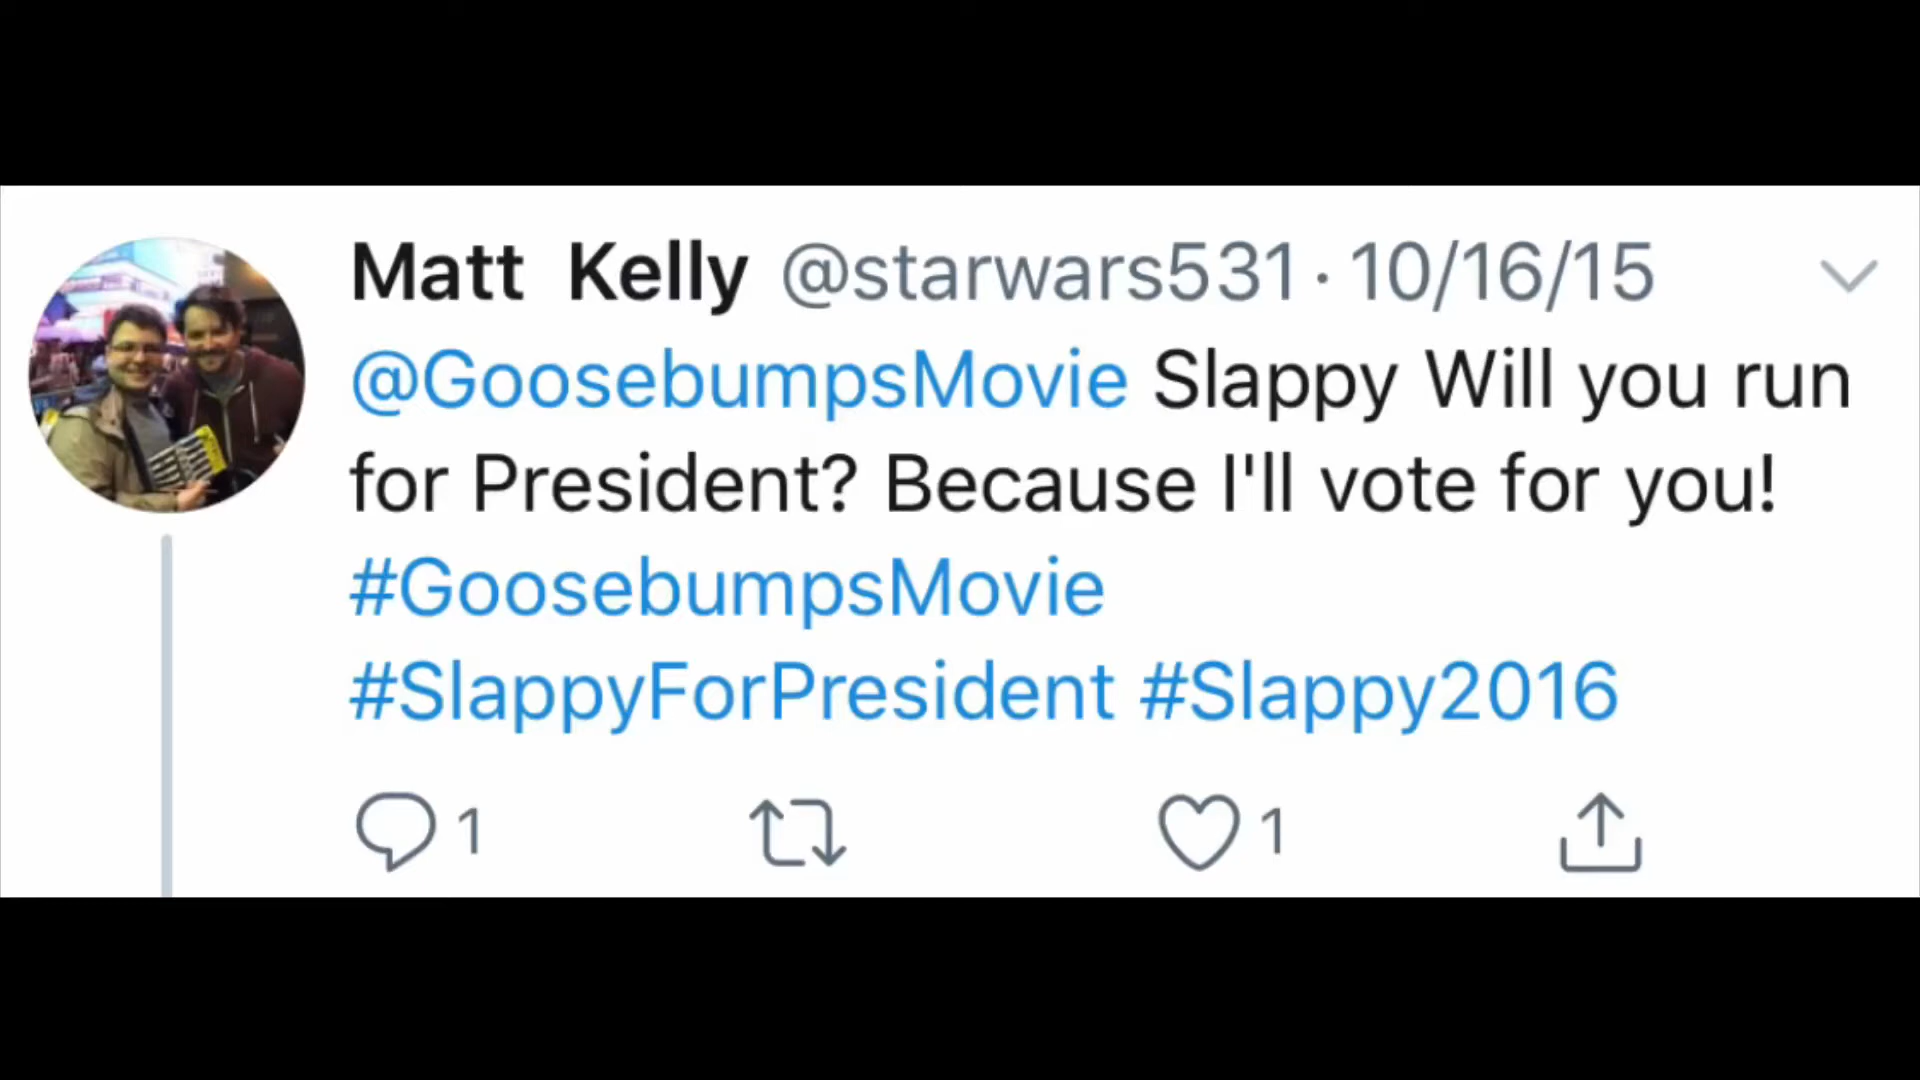 Matt Kelly @starwars531 · 10/16/15
@GoosebumpsMovie Slappy Will you run
for President? Because I'll vote for you!
#GoosebumpsMovie
#SlappyForPresident #Slappy2016
1 1